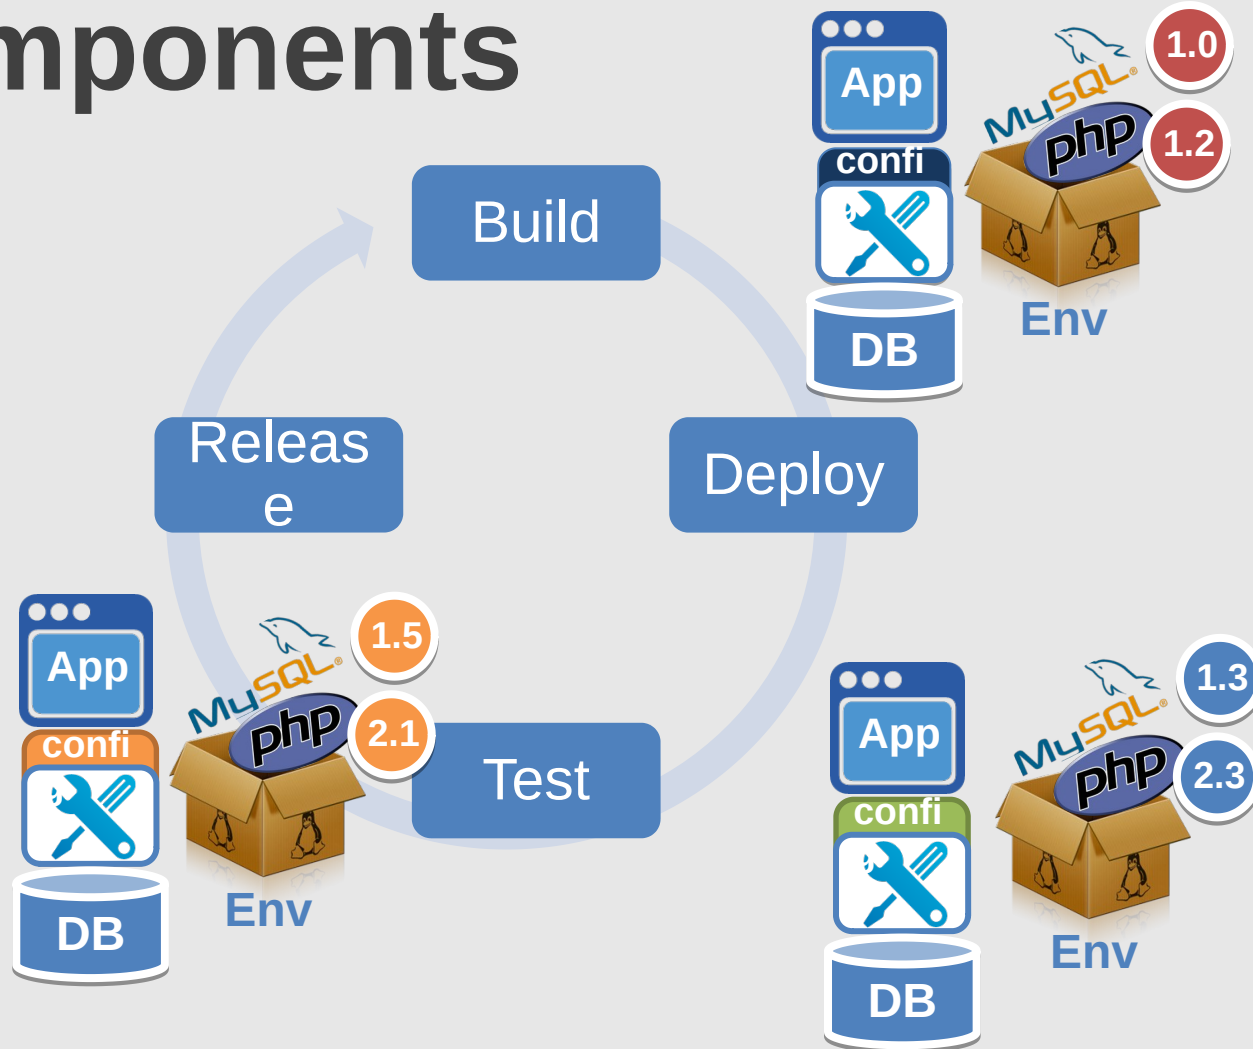 mponents
App
confi
DB
MySQL®
php
1.0
1.2
Env
Build
Deploy
Test
Releas
e
App
confi
DB
MySQL®
php
1.5
2.1
Env
App
confi
DB
MySQL®
php
1.3
2.3
Env